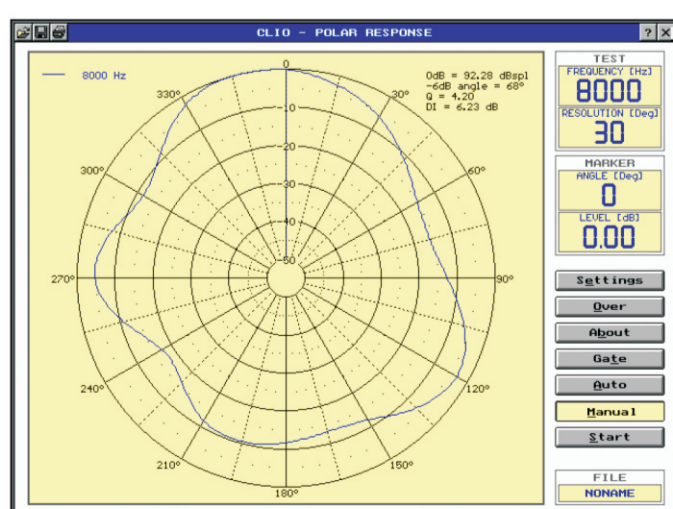 CLIO - POLAR RESPONSE
?
X
8000 Hz
0dB = 92.28 dBspl
-6dB angle = 68°
Q = 4.20
DI = 6.23 dB
0
330°
30°
-10
-20
300°
60°
-30
-40
-50
270°
90°
240°
120°
210°
150°
180°
TEST
FREQUENCY [Hz]
8000
RESOLUTION [Deg]
30
MARKER
ANGLE [Deg]
0
LEVEL [dB]
0.00
Settings
Over
About
Gate
Auto
Manual
Start
FILE
NONAME